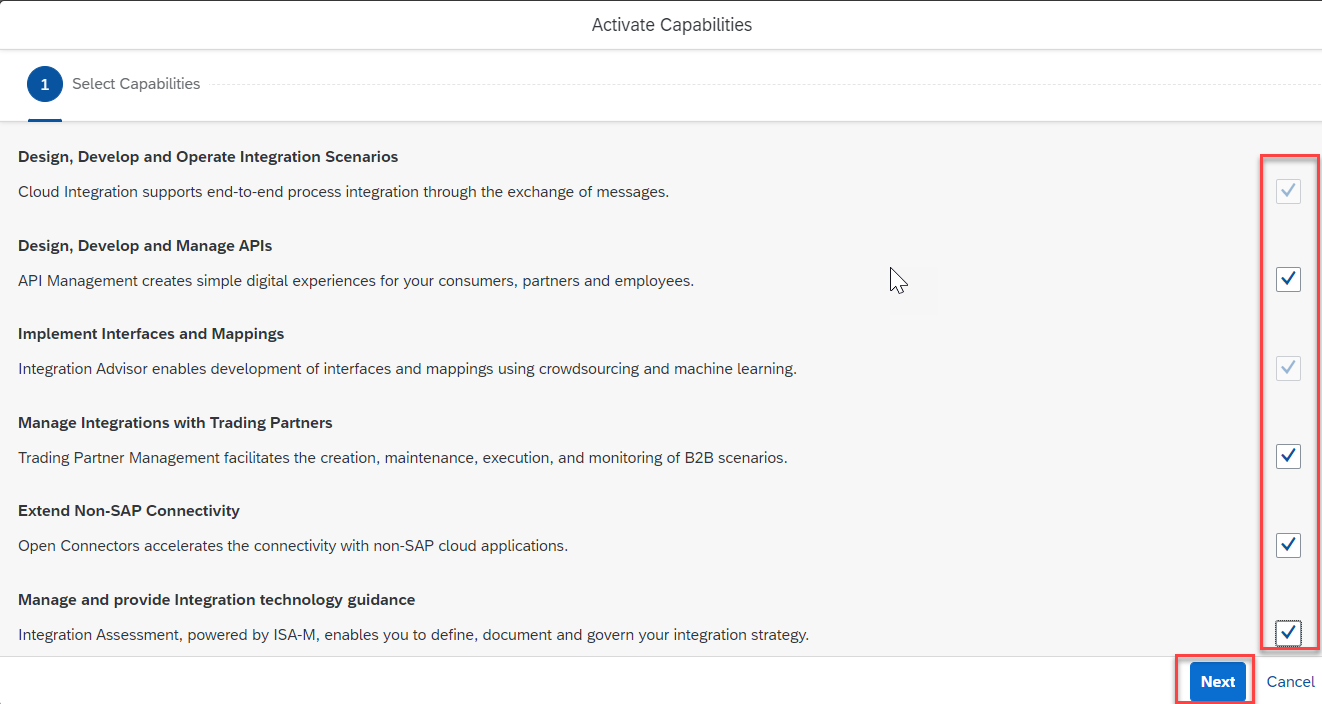 Activate Capabilities
1 Select Capabilities
Design, Develop and Operate Integration Scenarios
Cloud Integration supports end-to-end process integration through the exchange of messages.
Design, Develop and Manage APIs
API Management creates simple digital experiences for your consumers, partners and employees.
Implement Interfaces and Mappings
Integration Advisor enables development of interfaces and mappings using crowdsourcing and machine learning.
Manage Integrations with Trading Partners
Trading Partner Management facilitates the creation, maintenance, execution, and monitoring of B2B scenarios.
Extend Non-SAP Connectivity
Open Connectors accelerates the connectivity with non-SAP cloud applications.
Manage and provide Integration technology guidance
Integration Assessment, powered by ISA-M, enables you to define, document and govern your integration strategy.
Next Cancel